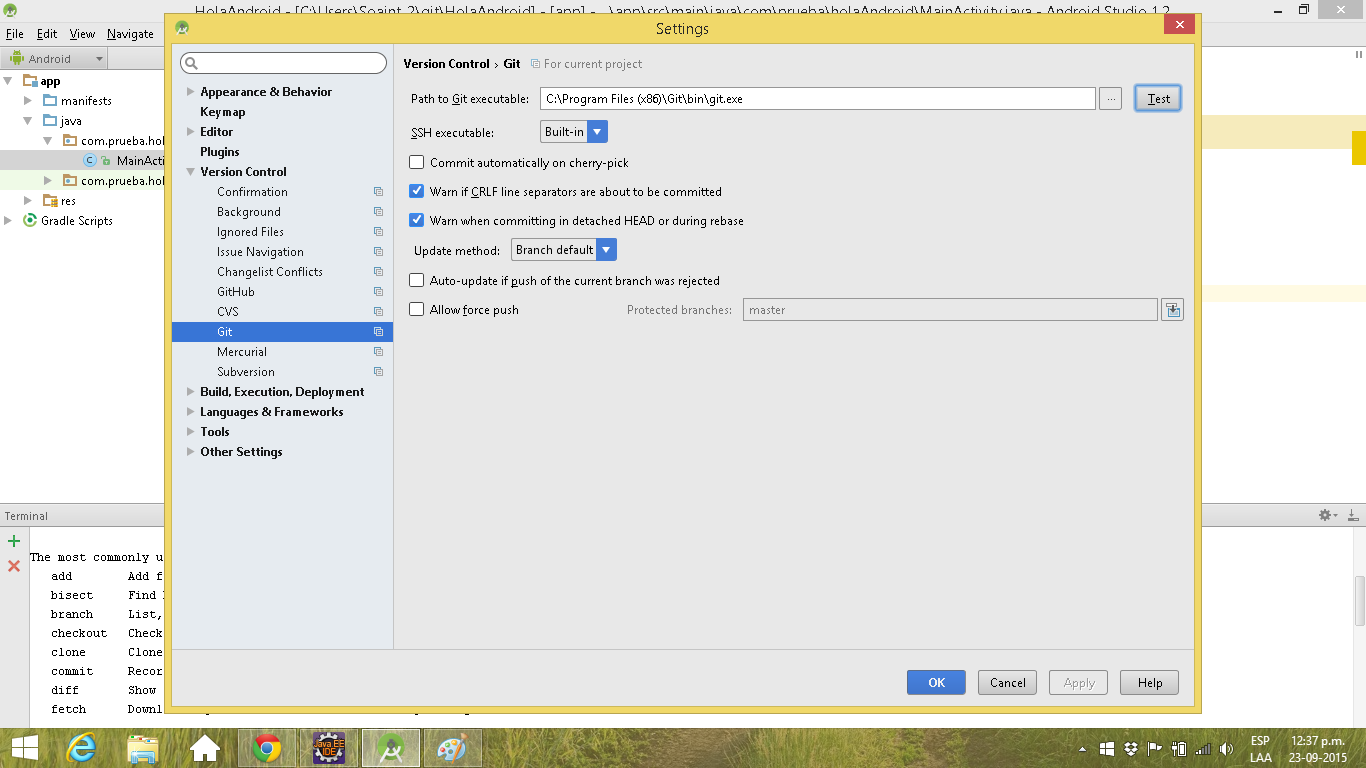 HolaAndroid - [C:\Users\Soaint 2\git\HolaAndroid] - [app] - ...\app\src\main\java\com\prueba\holaAndroid\MainActivity.java - Android Studio 1.2
File Edit View Navigate
Settings
Android
app
manifests
java
com.prueba.hol
MainActi
com.prueba.hol
res
Gradle Scripts
Appearance & Behavior
Keymap
Editor
Plugins
Version Control
Confirmation
Background
Ignored Files
Issue Navigation
Changelist Conflicts
GitHub
CVS
Git
Mercurial
Subversion
Build, Execution, Deployment
Languages & Frameworks
Tools
Other Settings
Version Control › Git For current project
Path to Git executable: C:\Program Files (x86)\Git\bin\git.exe ... Test
SSH executable: Built-in
Commit automatically on cherry-pick
Warn if CRLF line separators are about to be committed
Warn when committing in detached HEAD or during rebase
Update method: Branch default
Auto-update if push of the current branch was rejected
Allow force push Protected branches: master
OK Cancel Apply Help
Terminal
The most commonly u
add Add f
bisect Find
branch List,
checkout Check
clone Clone
commit Recor
diff Show
fetch Downl
Java EE
IDE
ESP
LAA
12:37 p.m.
23-09-2015